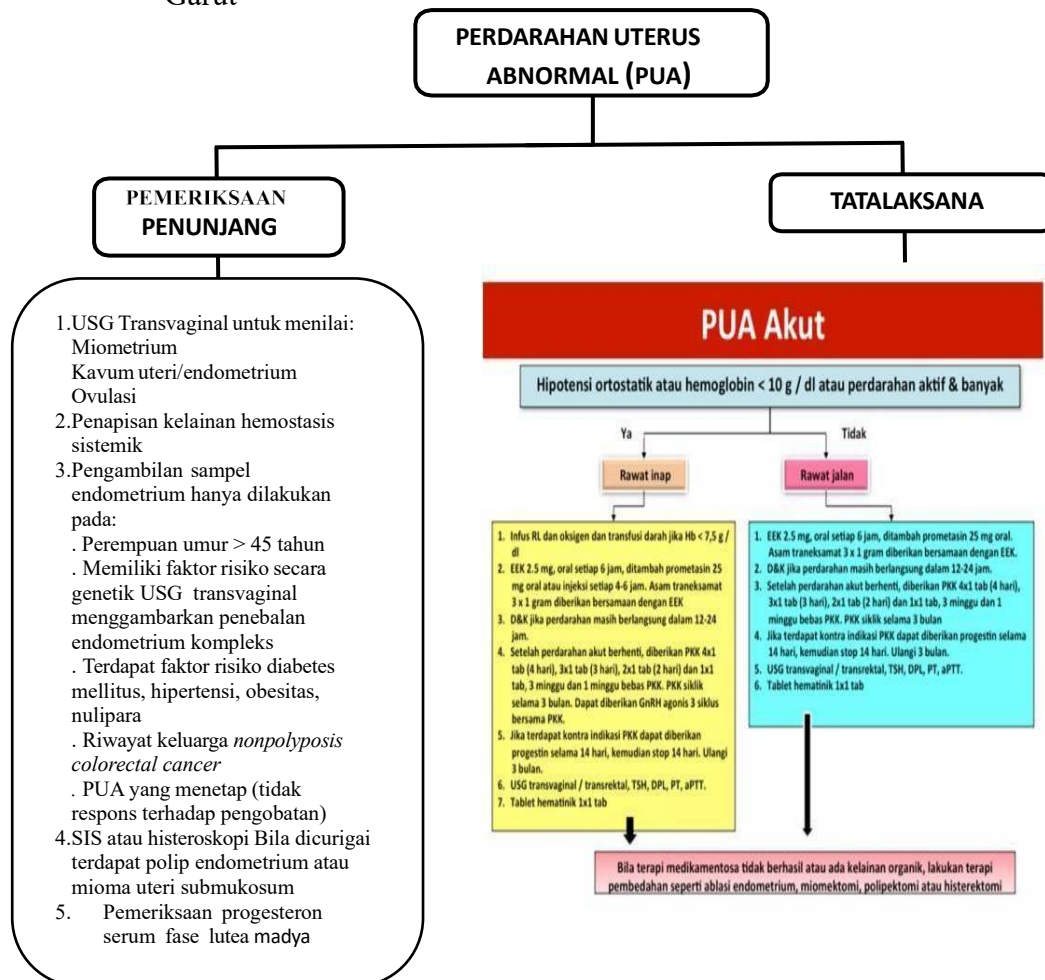 Garut
PERDARAHAN UTERUS
ABNORMAL (PUA)
PEMERIKSAAN
PENUNJANG
TATALAKSANA
1.USG Transvaginal untuk menilai:
Miometrium
Kavum uteri/endometrium
Ovulasi
2.Penapisan kelainan hemostasis
sistemik
3.Pengambilan sampel
endometrium hanya dilakukan
pada:
. Perempuan umur > 45 tahun
. Memiliki faktor risiko secara
genetik USG transvaginal
menggambarkan penebalan
endometrium kompleks
. Terdapat faktor risiko diabetes
mellitus, hipertensi, obesitas,
nulipara
. Riwayat keluarga nonpolyposis
colorectal cancer
. PUA yang menetap (tidak
respons terhadap pengobatan)
4.SIS atau histeroskopi Bila dicurigai
terdapat polip endometrium atau
mioma uteri submukosum
5. Pemeriksaan progesteron
serum fase lutea madya
PUA Akut
Hipotensi ortostatik atau hemoglobin < 10 g / dl atau perdarahan aktif & banyak
Ya
Tidak
Rawat inap
Rawat jalan
1. Infus RL dan oksigen dan transfusi darah jika Hb < 7,5 g /
dl
2. EEK 2.5 mg, oral setiap 6 jam, ditambah prometasin 25
mg oral atau injeksi setiap 4-6 jam. Asam traneksamat
3 x 1 gram diberikan bersamaan dengan EEK
3. D&K jika perdarahan masih berlangsung dalam 12-24
jam.
4. Setelah perdarahan akut berhenti, diberikan PKK 4x1
tab (4 hari), 3x1 tab (3 hari), 2x1 tab (2 hari) dan 1x1
tab, 3 minggu dan 1 minggu bebas PKK. PKK siklik
selama 3 bulan. Dapat diberikan GnRH agonis 3 siklus
bersama PKK.
5. Jika terdapat kontra indikasi PKK dapat diberikan
progestin selama 14 hari, kemudian stop 14 hari. Ulangi
3 bulan.
6. USG transvaginal / transrektal, TSH, DPL, PT, aPTT.
7. Tablet hematinik 1x1 tab
1. EEK 2.5 mg, oral setiap 6 jam, ditambah prometasin 25 mg oral.
Asam traneksamat 3 x 1 gram diberikan bersamaan dengan EEK.
2. D&K jika perdarahan masih berlangsung dalam 12-24 jam.
3. Setelah perdarahan akut berhenti, diberikan PKK 4x1 tab (4 hari),
3x1 tab (3 hari), 2x1 tab (2 hari) dan 1x1 tab, 3 minggu dan 1
minggu bebas PKK. PKK siklik selama 3 bulan
4. Jika terdapat kontra indikasi PKK dapat diberikan progestin selama
14 hari, kemudian stop 14 hari. Ulangi 3 bulan.
5. USG transvaginal / transrektal, TSH, DPL, PT, aPTT.
6. Tablet hematinik 1x1 tab
Bila terapi medikamentosa tidak berhasil atau ada kelainan organik, lakukan terapi
pembedahan seperti ablasi endometrium, miomektomi, polipektomi atau histerektomi